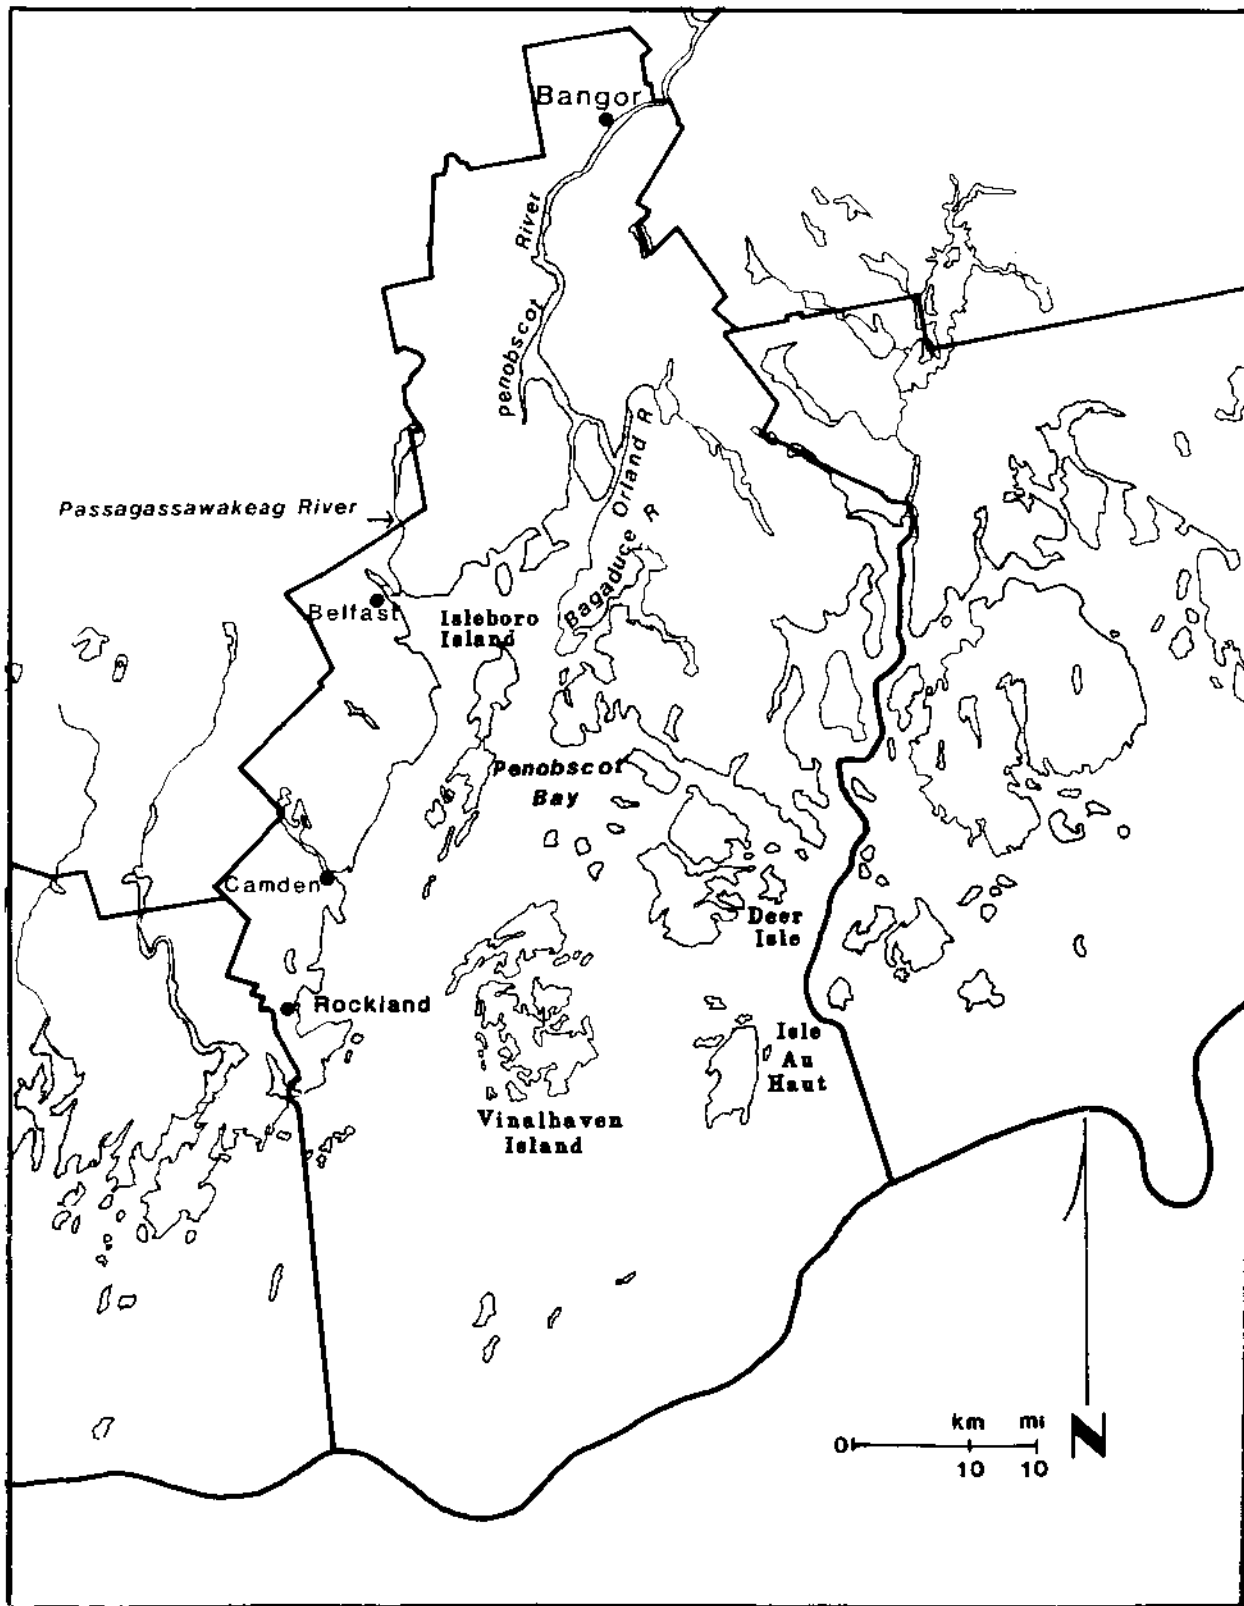 Bangor
Penobscot River
Orland R
Bagaduce R
Passagassawakeag River
Belfast
Isleboro
Island
Penobscot
Bay
Camden
Deer
Isle
Rockland
Isle
Au
Haut
Vinalhaven
Island
km mi
0
10 10
N